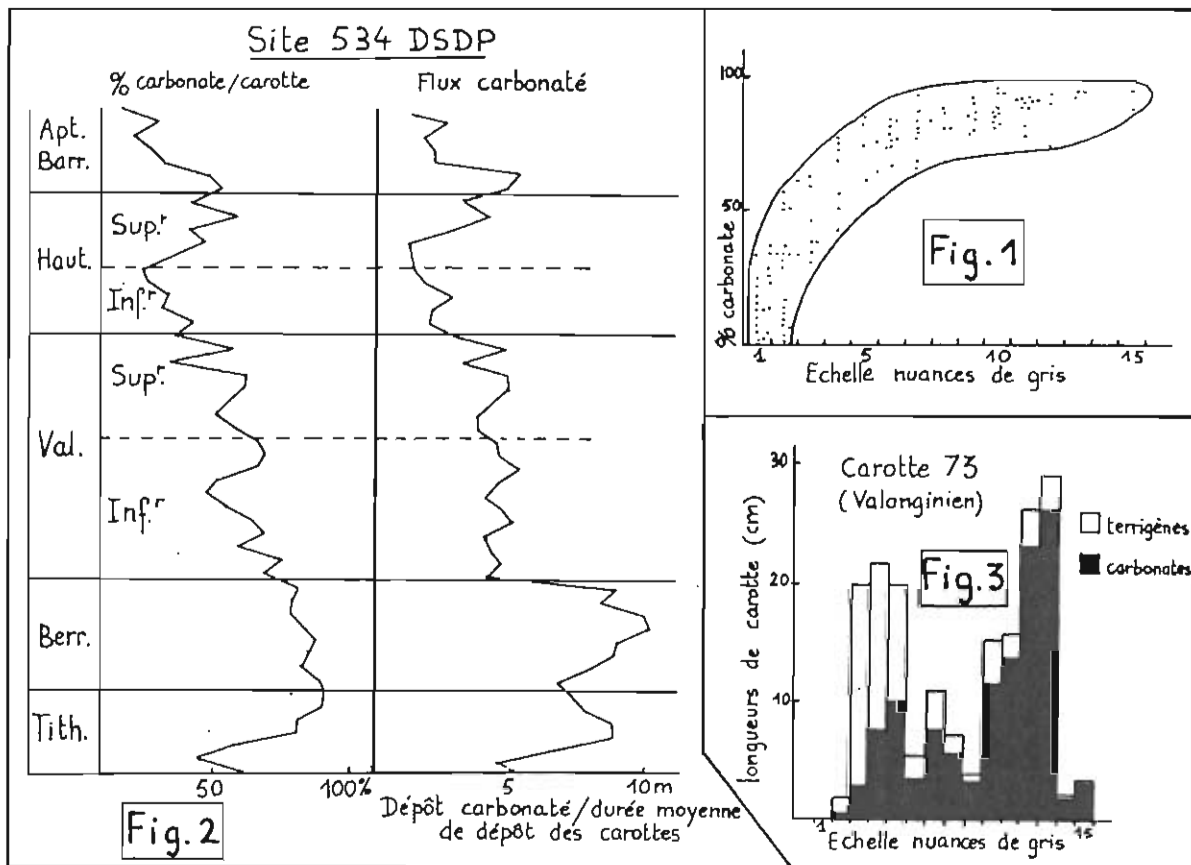 Site 534 DSDP
% carbonate/carotte
Flux carbonaté
Apt.
Barr.
Sup.r
Haut.
Inf.r
Sup.r
Val.
Inf.r
Berr.
Tith.
50
100%
5
10m
Dépôt carbonaté/durée moyenne
de dépôt des carottes
Fig.2
100
50
% carbonate
Fig.1
1
5
10
15
Echelle nuances de gris
30
20
10
longueurs de carotte (cm)
Carotte 73
(Valanginien)
terrigènes
carbonates
Fig.3
1
15
Echelle nuances de gris